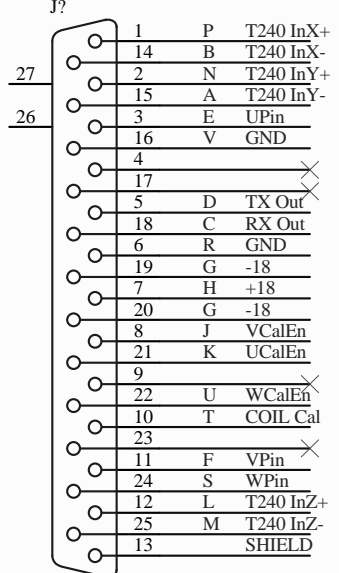 J?
1 P T240 InX+
14 B T240 InX-
27
2 N T240 InY+
15 A T240 InY-
26
3 E UPin
16 V GND
4
17
5 D TX Out
18 C RX Out
6 R GND
19 G -18
7 H +18
20 G -18
8 J VCalEn
21 K UCalEn
9
22 U WCalEn
10 T COIL Cal
23
11 F VPin
24 S WPin
12 L T240 InZ+
25 M T240 InZ-
13 SHIELD